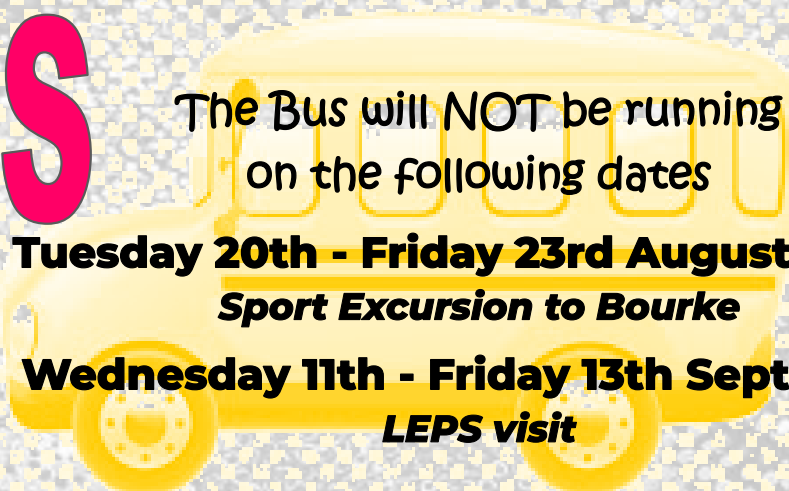 S
The Bus will NOT be running
on the following dates
Tuesday 20th - Friday 23rd August
Sport Excursion to Bourke
Wednesday 11th - Friday 13th Sept
LEPS visit